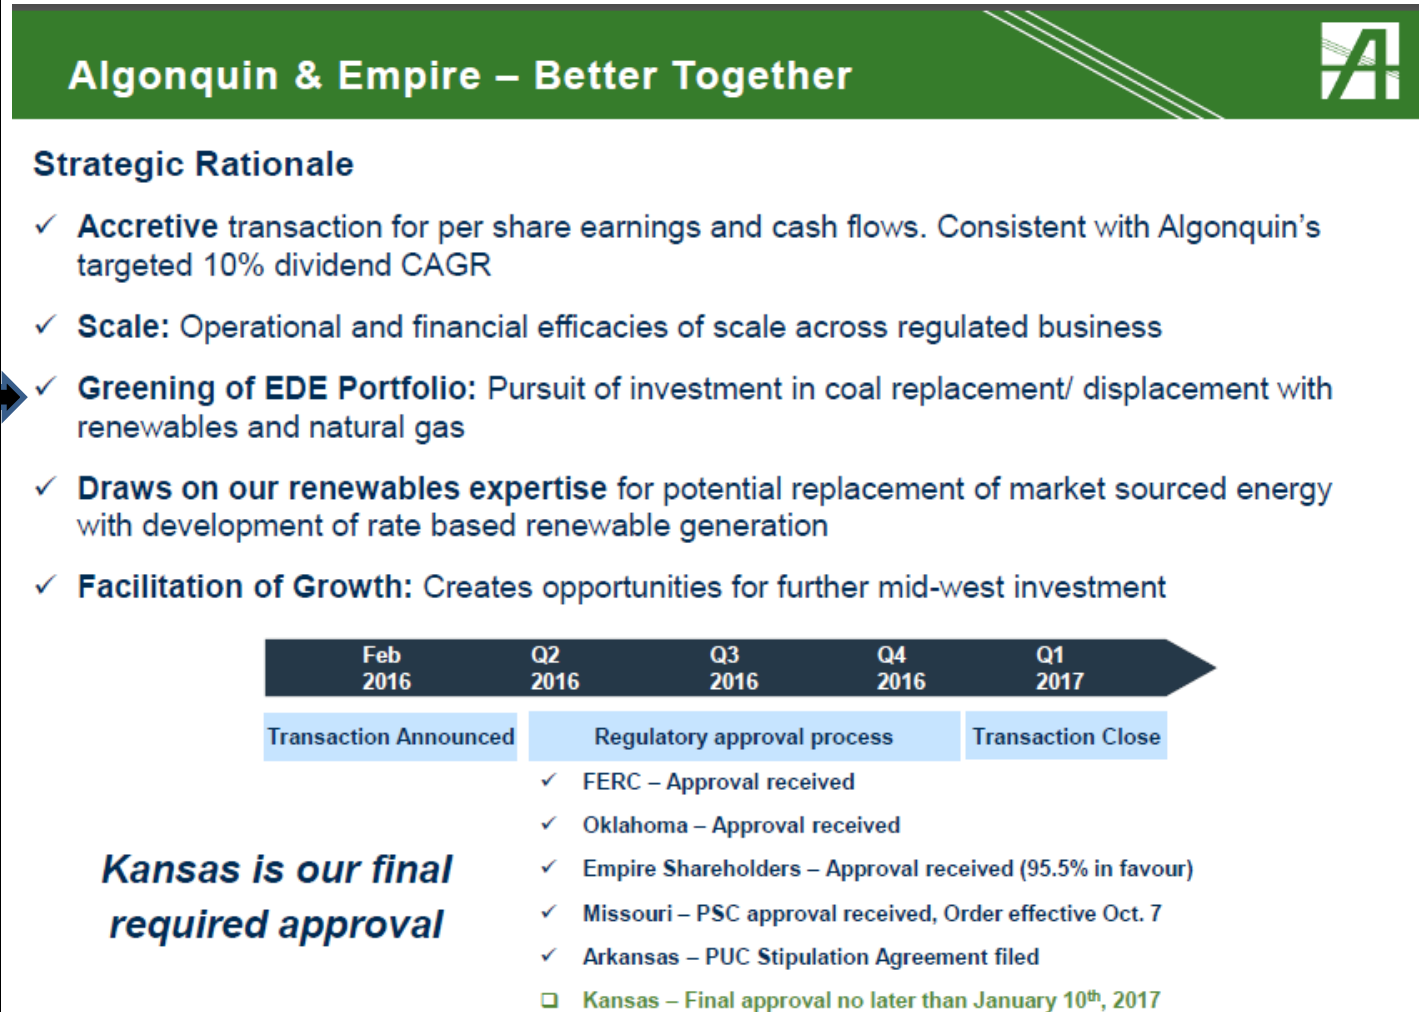 Algonquin & Empire – Better Together
Strategic Rationale
✓ Accretive transaction for per share earnings and cash flows. Consistent with Algonquin's
targeted 10% dividend CAGR
✓ Scale: Operational and financial efficacies of scale across regulated business
✓ Greening of EDE Portfolio: Pursuit of investment in coal replacement/ displacement with
renewables and natural gas
✓ Draws on our renewables expertise for potential replacement of market sourced energy
with development of rate based renewable generation
✓ Facilitation of Growth: Creates opportunities for further mid-west investment
Feb Q2 Q3 Q4 Q1
2016 2016 2016 2016 2017
Transaction Announced Regulatory approval process Transaction Close
✓ FERC – Approval received
✓ Oklahoma – Approval received
✓ Empire Shareholders – Approval received (95.5% in favour)
✓ Missouri – PSC approval received, Order effective Oct. 7
✓ Arkansas – PUC Stipulation Agreement filed
❑ Kansas – Final approval no later than January 10th, 2017
Kansas is our final
required approval